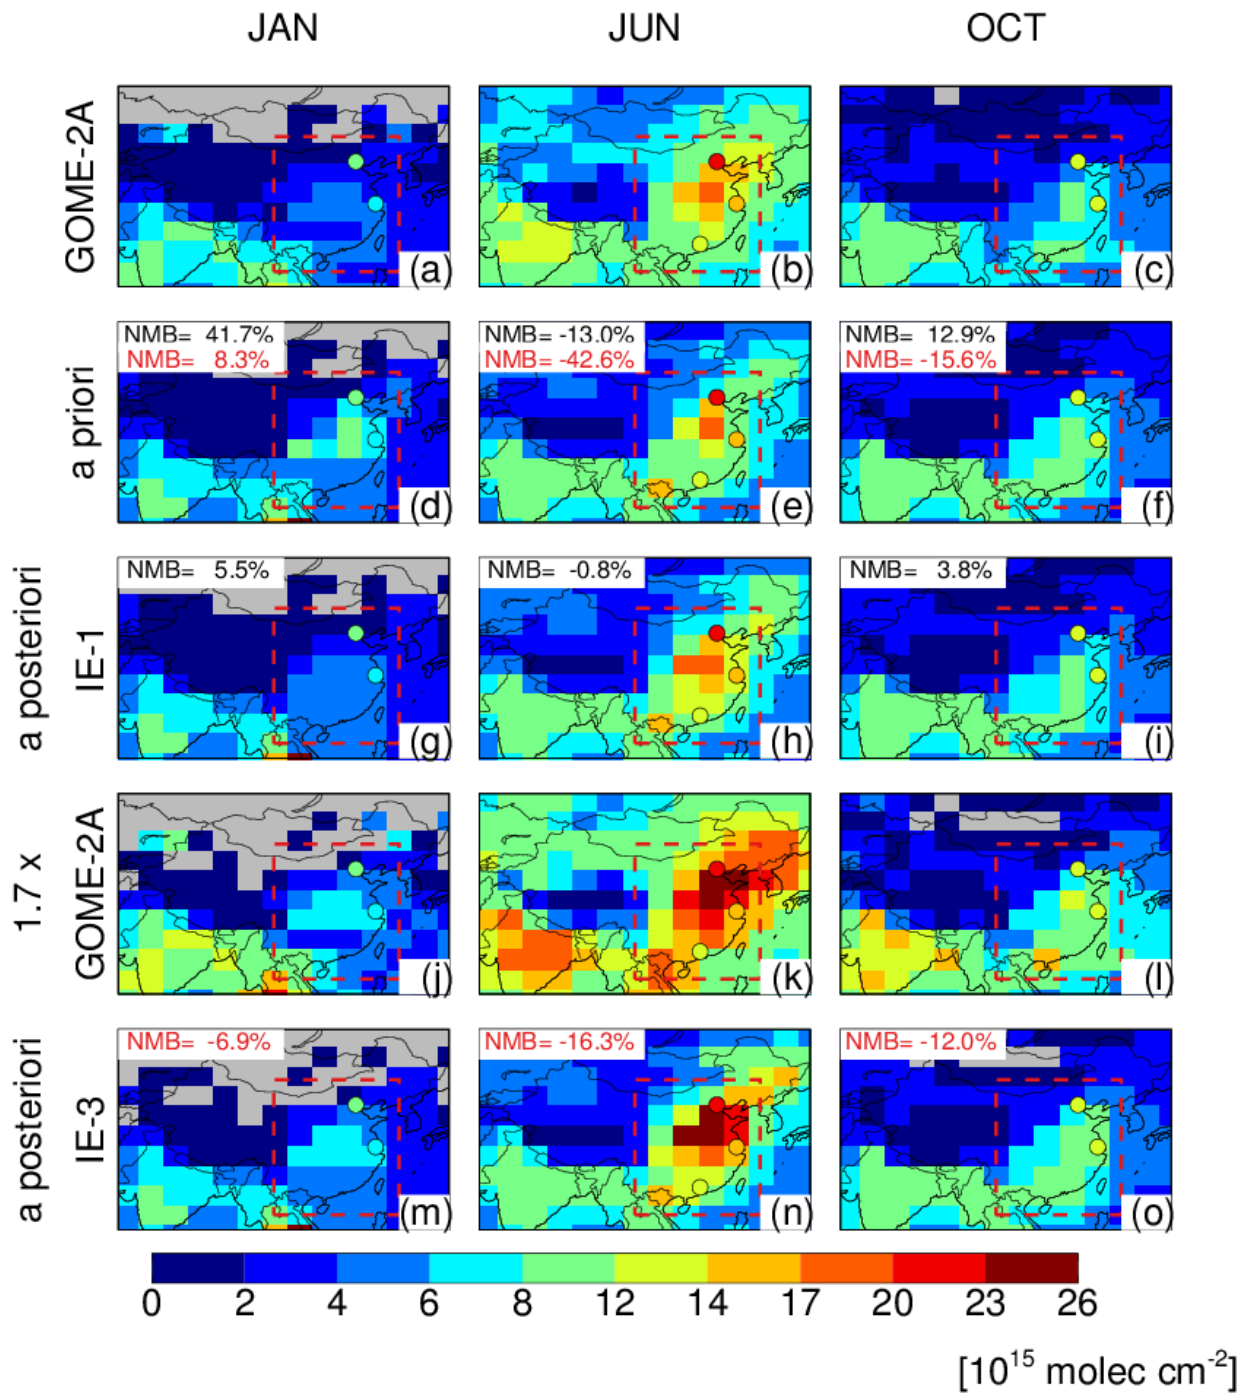 JAN JUN OCT
GOME-2A
(a) (b) (c)
a priori
NMB= 41.7% NMB= -13.0% NMB= 12.9%
NMB= 8.3% NMB= -42.6% NMB= -15.6%
(d) (e) (f)
a posteriori
IE-1
NMB= 5.5% NMB= -0.8% NMB= 3.8%
(g) (h) (i)
1.7 x
GOME-2A
(j) (k) (l)
a posteriori
IE-3
NMB= -6.9% NMB= -16.3% NMB= -12.0%
(m) (n) (o)
0 2 4 6 8 12 14 17 20 23 26
[10¹⁵ molec cm⁻²]